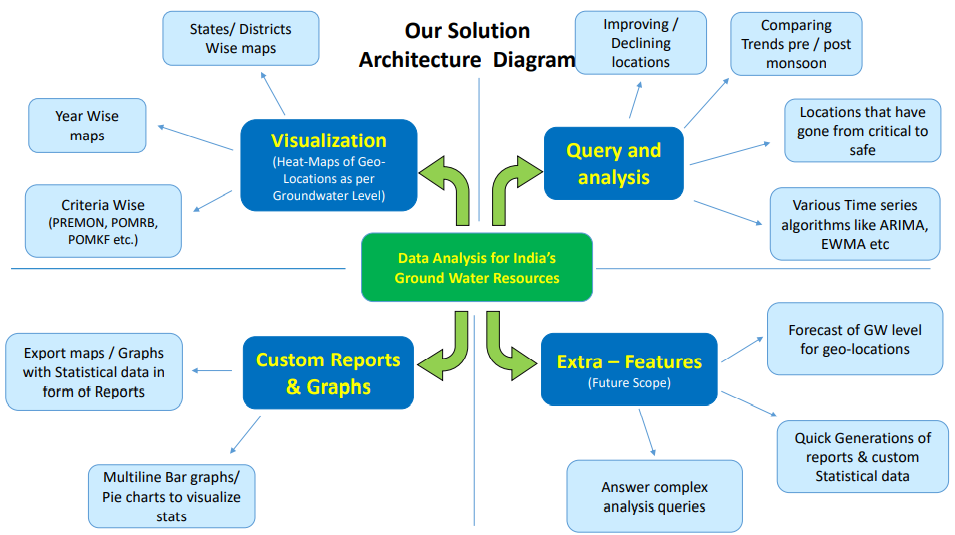 Our Solution
Architecture Diagram
States/ Districts
Wise maps
Year Wise
maps
Criteria Wise
(PREMON, POMRB,
POMKF etc.)
Visualization
(Heat-Maps of Geo-
Locations as per
Groundwater Level)
Improving /
Declining
locations
Comparing
Trends pre / post
monsoon
Locations that have
gone from critical to
safe
Various Time series
algorithms like ARIMA,
EWMA etc
Query and
analysis
Data Analysis for India's
Ground Water Resources
Custom Reports
& Graphs
Export maps / Graphs
with Statistical data in
form of Reports
Multiline Bar graphs/
Pie charts to visualize
stats
Extra – Features
(Future Scope)
Forecast of GW level
for geo-locations
Quick Generations of
reports & custom
Statistical data
Answer complex
analysis queries